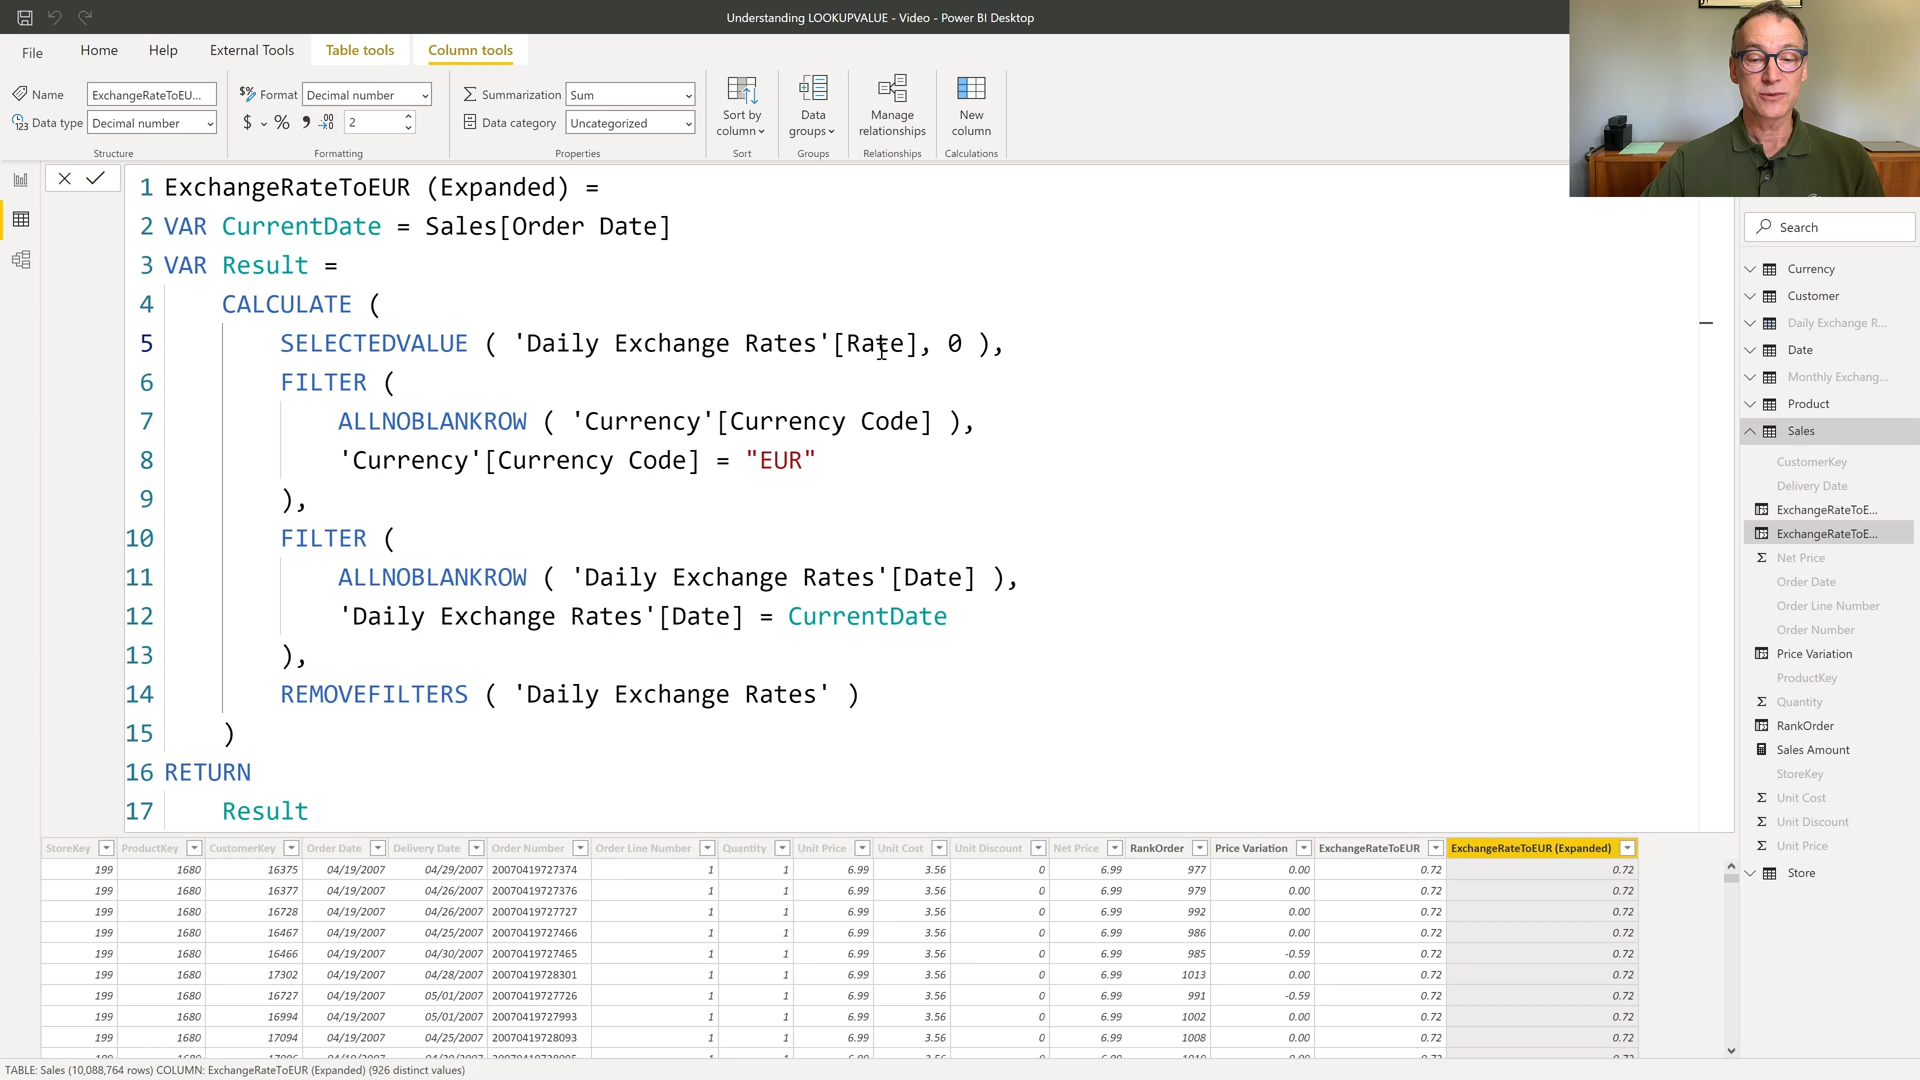 Understanding LOOKUPVALUE - Video - Power BI Desktop
File Home Help External Tools Table tools Column tools
Name ExchangeRateToEU... $% Format Decimal number Summarization Sum
Data type Decimal number $ % 2 Data category Uncategorized
Sort by column Data groups Manage relationships New column
Structure Formatting Properties Sort Groups Relationships Calculations
1 ExchangeRateToEUR (Expanded) =
2 VAR CurrentDate = Sales[Order Date]
3 VAR Result =
4 CALCULATE (
5 SELECTEDVALUE ( 'Daily Exchange Rates'[Rate], 0 ),
6 FILTER (
7 ALLNOBLANKROW ( 'Currency'[Currency Code] ),
8 'Currency'[Currency Code] = "EUR"
9 ),
10 FILTER (
11 ALLNOBLANKROW ( 'Daily Exchange Rates'[Date] ),
12 'Daily Exchange Rates'[Date] = CurrentDate
13 ),
14 REMOVEFILTERS ( 'Daily Exchange Rates' )
15 )
16 RETURN
17 Result
Search
Currency
Customer
Daily Exchange R...
Date
Monthly Exchang...
Product
Sales
CustomerKey
Delivery Date
ExchangeRateToE...
ExchangeRateToE...
Net Price
Order Date
Order Line Number
Order Number
Price Variation
ProductKey
Quantity
RankOrder
Sales Amount
StoreKey
Unit Cost
Unit Discount
Unit Price
Store
StoreKey ProductKey CustomerKey Order Date Delivery Date Order Number Order Line Number Quantity Unit Price Unit Cost Unit Discount Net Price RankOrder Price Variation ExchangeRateToEUR ExchangeRateToEUR (Expanded)
199 1680 16375 04/19/2007 04/29/2007 20070419727374 1 1 6.99 3.56 0 6.99 977 0.00 0.72 0.72
199 1680 16377 04/19/2007 04/26/2007 20070419727376 1 1 6.99 3.56 0 6.99 979 0.00 0.72 0.72
199 1680 16728 04/19/2007 04/26/2007 20070419727727 1 1 6.99 3.56 0 6.99 992 0.00 0.72 0.72
199 1680 16467 04/19/2007 04/25/2007 20070419727466 1 1 6.99 3.56 0 6.99 986 0.00 0.72 0.72
199 1680 16466 04/19/2007 04/30/2007 20070419727465 1 1 6.99 3.56 0 6.99 985 -0.59 0.72 0.72
199 1680 17302 04/19/2007 04/28/2007 20070419728301 1 1 6.99 3.56 0 6.99 1013 0.00 0.72 0.72
199 1680 16727 04/19/2007 05/01/2007 20070419727726 1 1 6.99 3.56 0 6.99 991 -0.59 0.72 0.72
199 1680 16994 04/19/2007 05/01/2007 20070419727993 1 1 6.99 3.56 0 6.99 1002 0.00 0.72 0.72
199 1680 17094 04/19/2007 04/25/2007 20070419728093 1 1 6.99 3.56 0 6.99 1008 0.00 0.72 0.72
TABLE: Sales (10,088,764 rows) COLUMN: ExchangeRateToEUR (Expanded) (926 distinct values)